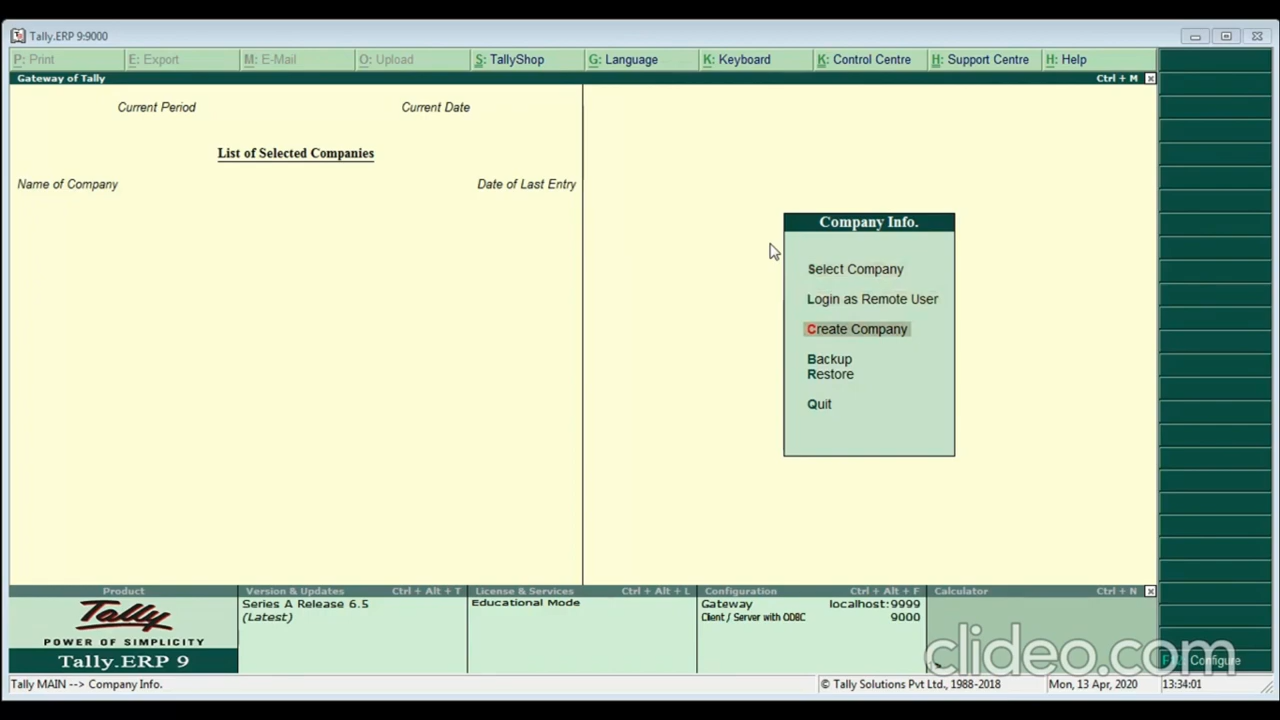 Tally.ERP 9:9000
P: Print E: Export M: E-Mail O: Upload S: TallyShop G: Language K: Keyboard K: Control Centre H: Support Centre H: Help
Gateway of Tally Ctrl + M
Current Period Current Date
List of Selected Companies
Name of Company Date of Last Entry
Company Info.
Select Company
Login as Remote User
Create Company
Backup
Restore
Quit
Product Version & Updates Ctrl + Alt + T License & Services Ctrl + Alt + L Configuration Ctrl + Alt + F Calculator Ctrl + N
Tally
POWER OF SIMPLICITY
Tally.ERP 9
Series A Release 6.5
(Latest)
Educational Mode
Gateway localhost:9999
Client / Server with ODBC 9000
clideo.com
Configure
Tally MAIN --> Company Info. © Tally Solutions Pvt Ltd., 1988-2018 Mon, 13 Apr, 2020 13:34:01